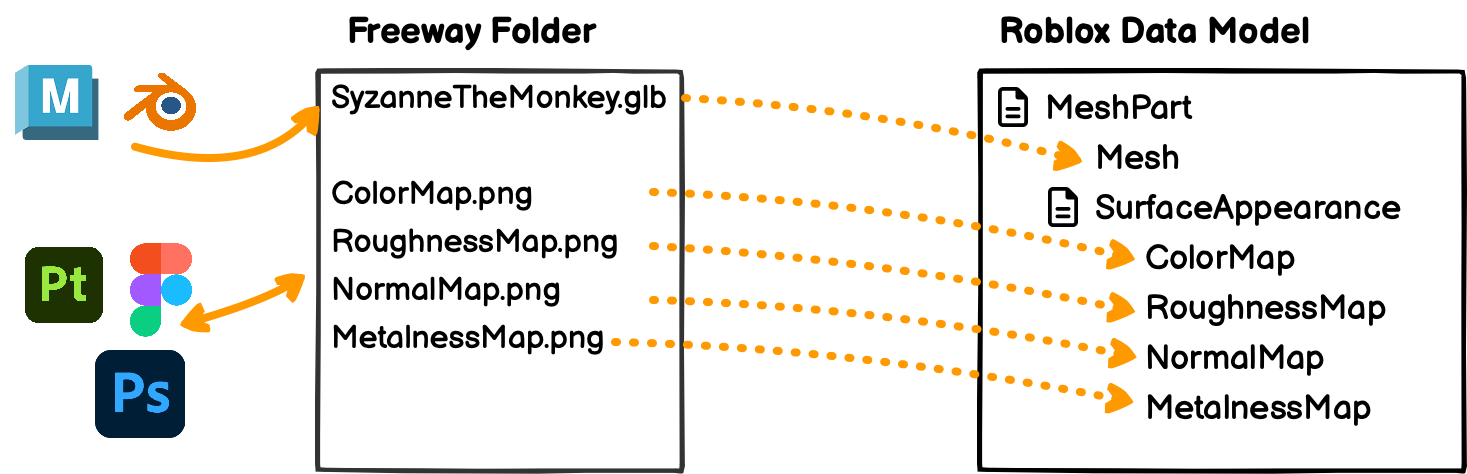 Freeway Folder
Roblox Data Model
M
Pt
Ps
SyzanneTheMonkey.glb
ColorMap.png
RoughnessMap.png
NormalMap.png
MetalnessMap.png
MeshPart
Mesh
SurfaceAppearance
ColorMap
RoughnessMap
NormalMap
MetalnessMap